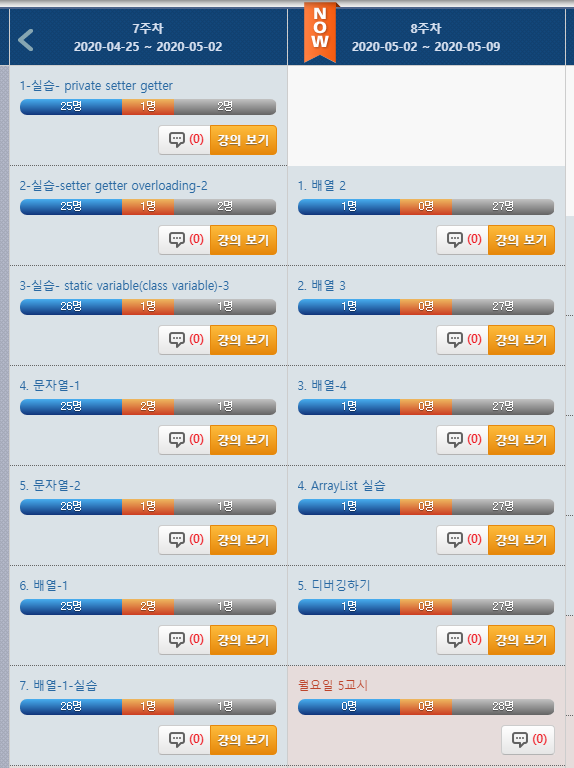 7주차
2020-04-25 ~ 2020-05-02
1-실습- private setter getter
25명 1명 2명
(0) 강의 보기
2-실습-setter getter overloading-2
25명 1명 2명
(0) 강의 보기
3-실습- static variable(class variable)-3
26명 1명 1명
(0) 강의 보기
4. 문자열-1
25명 2명 1명
(0) 강의 보기
5. 문자열-2
26명 1명 1명
(0) 강의 보기
6. 배열-1
25명 2명 1명
(0) 강의 보기
7. 배열-1-실습
26명 1명 1명
(0) 강의 보기
NOW
8주차
2020-05-02 ~ 2020-05-09
1. 배열 2
1명 0명 27명
(0) 강의 보기
2. 배열 3
1명 0명 27명
(0) 강의 보기
3. 배열-4
1명 0명 27명
(0) 강의 보기
4. ArrayList 실습
1명 0명 27명
(0) 강의 보기
5. 디버깅하기
1명 0명 27명
(0) 강의 보기
월요일 5교시
0명 0명 28명
(0)